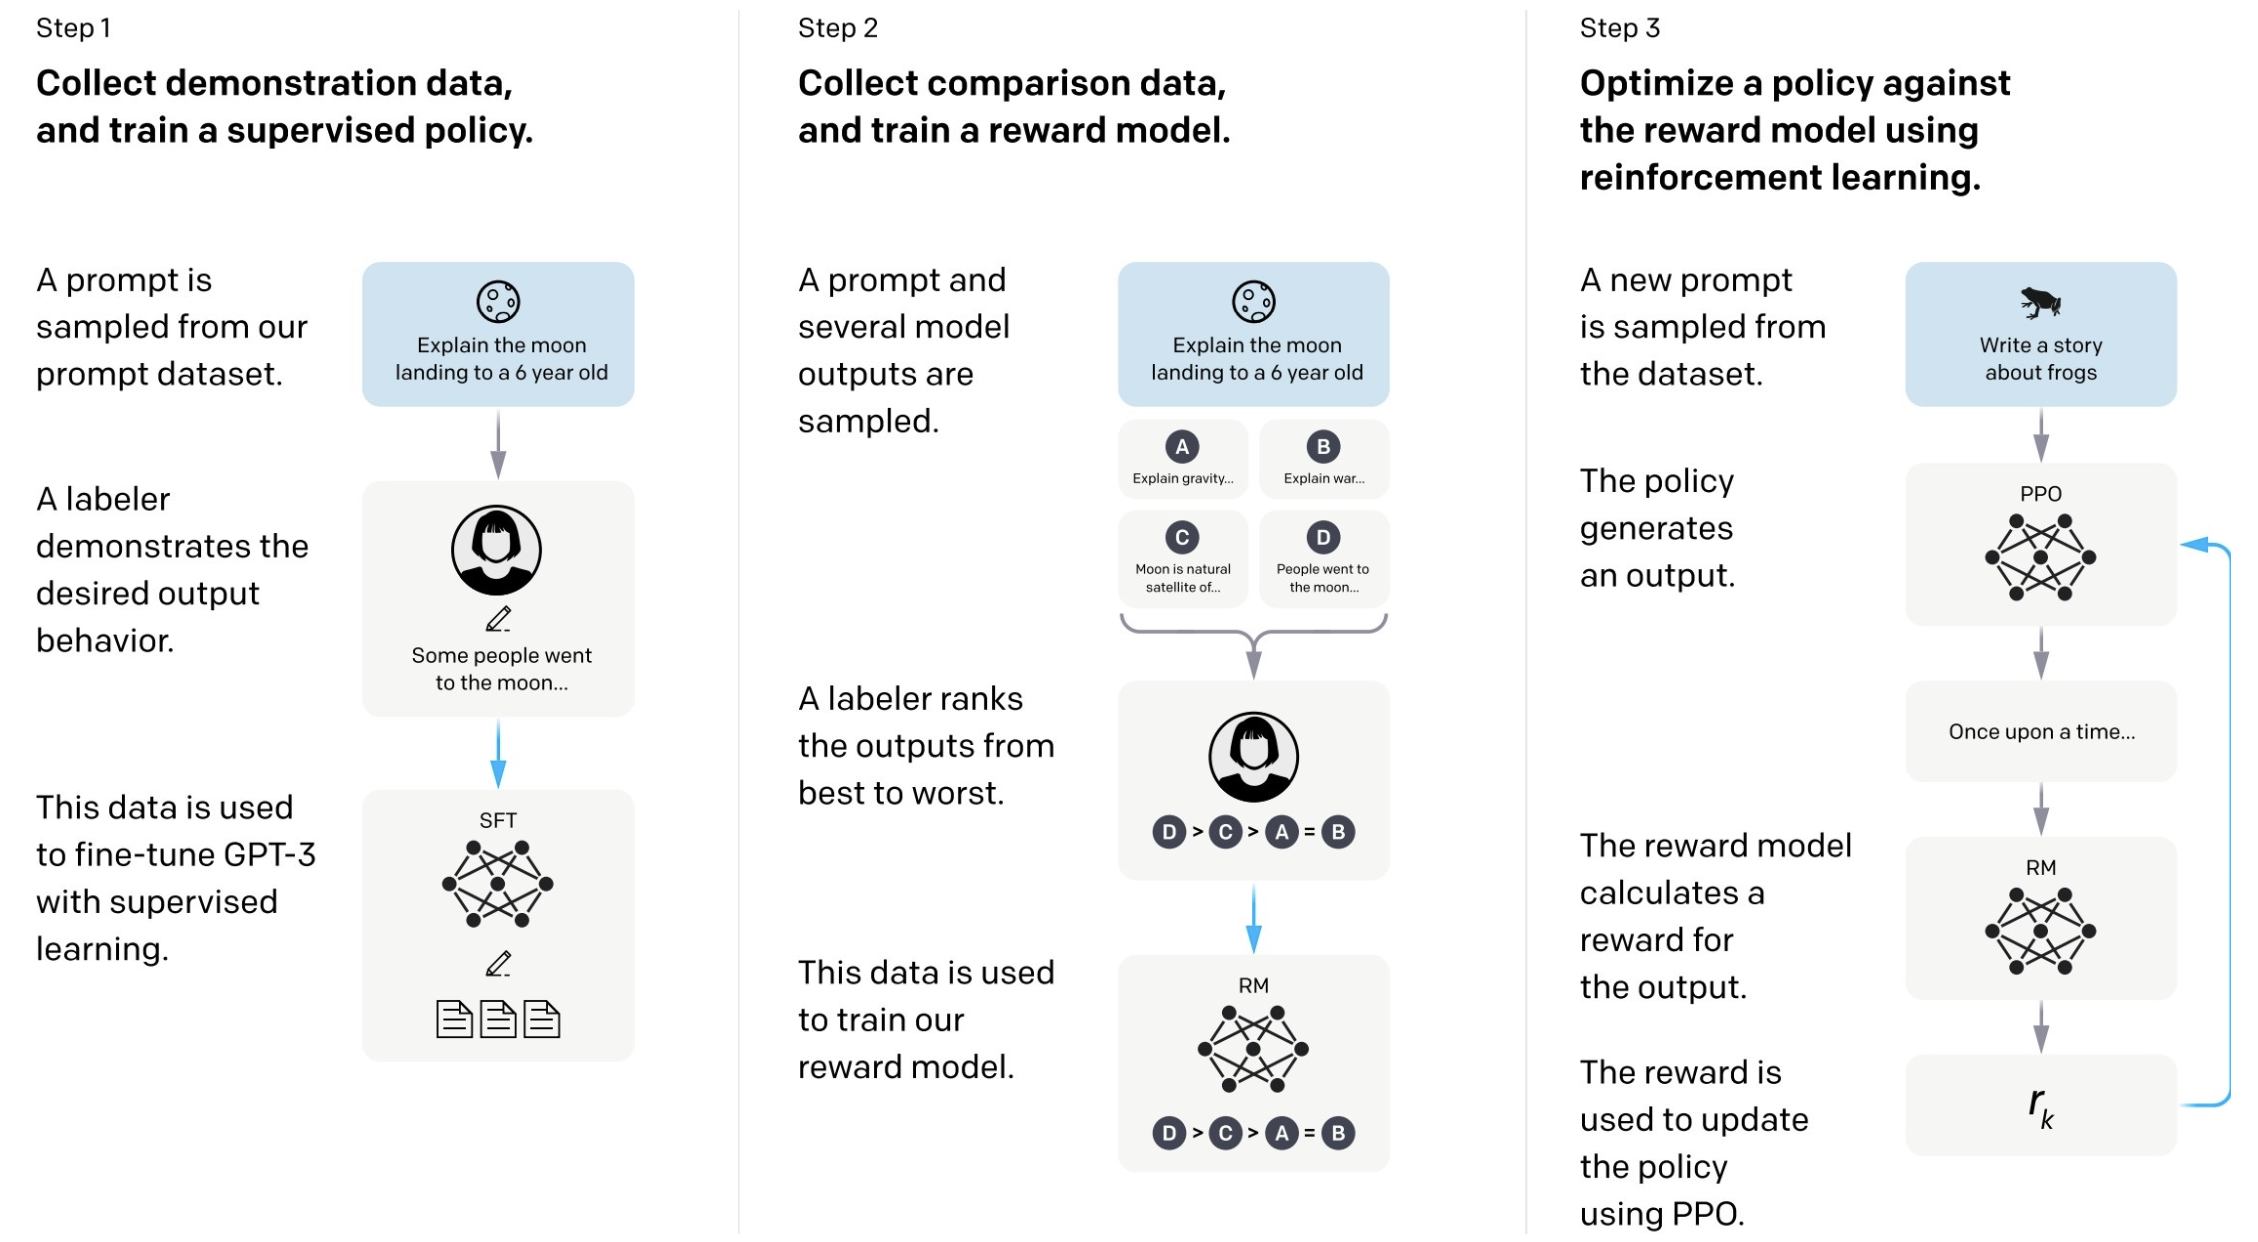 Step 1
Collect demonstration data,
and train a supervised policy.
A prompt is
sampled from our
prompt dataset.
Explain the moon
landing to a 6 year old
A labeler
demonstrates the
desired output
behavior.
Some people went
to the moon...
This data is used
to fine-tune GPT-3
with supervised
learning.
SFT
Step 2
Collect comparison data,
and train a reward model.
A prompt and
several model
outputs are
sampled.
Explain the moon
landing to a 6 year old
A
Explain gravity...
B
Explain war...
C
Moon is natural
satellite of...
D
People went to
the moon...
A labeler ranks
the outputs from
best to worst.
D > C > A = B
This data is used
to train our
reward model.
RM
D > C > A = B
Step 3
Optimize a policy against
the reward model using
reinforcement learning.
A new prompt
is sampled from
the dataset.
Write a story
about frogs
The policy
generates
an output.
PPO
Once upon a time...
The reward model
calculates a
reward for
the output.
RM
The reward is
used to update
the policy
using PPO.
r_k